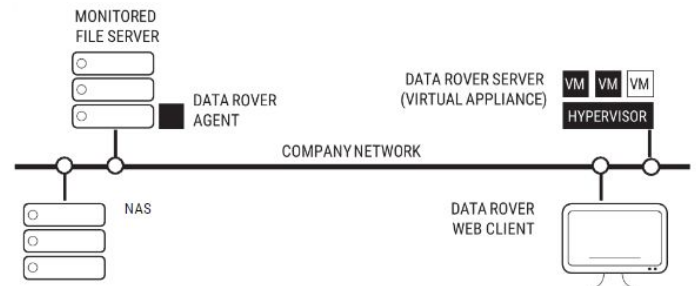 MONITORED
FILE SERVER
DATA ROVER
AGENT
DATA ROVER SERVER
(VIRTUAL APPLIANCE)
VM VM VM
HYPERVISOR
COMPANY NETWORK
NAS
DATA ROVER
WEB CLIENT